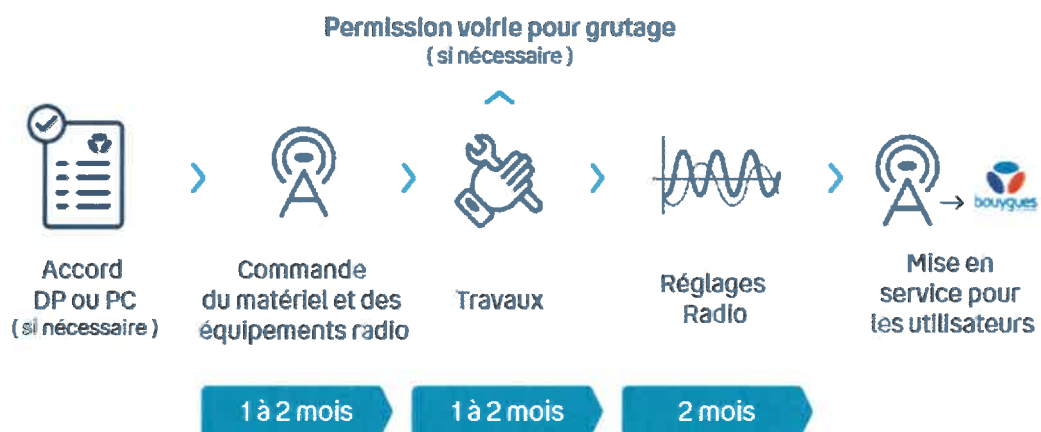 Permission voirie pour grutage
( si nécessaire )
Accord
DP ou PC
( si nécessaire )
Commande
du matériel et des
équipements radio
Travaux
Réglages
Radio
bouygues
Mise en
service pour
les utilisateurs
1 à 2 mois
1 à 2 mois
2 mois